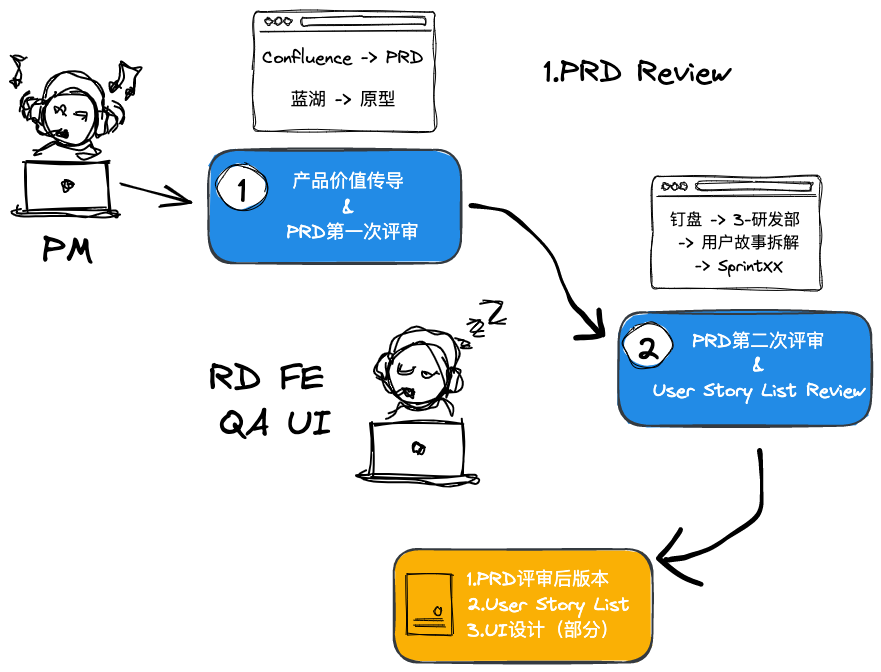 Confluence -> PRD
蓝湖 -> 原型
1.PRD Review
1
产品价值传导
&
PRD第一次评审
PM
钉盘 -> 3-研发部
-> 用户故事拆解
-> SprintXX
2
PRD第二次评审
&
User Story List Review
zzZ
RD FE
QA UI
1.PRD评审后版本
2.User Story List
3.UI设计（部分）